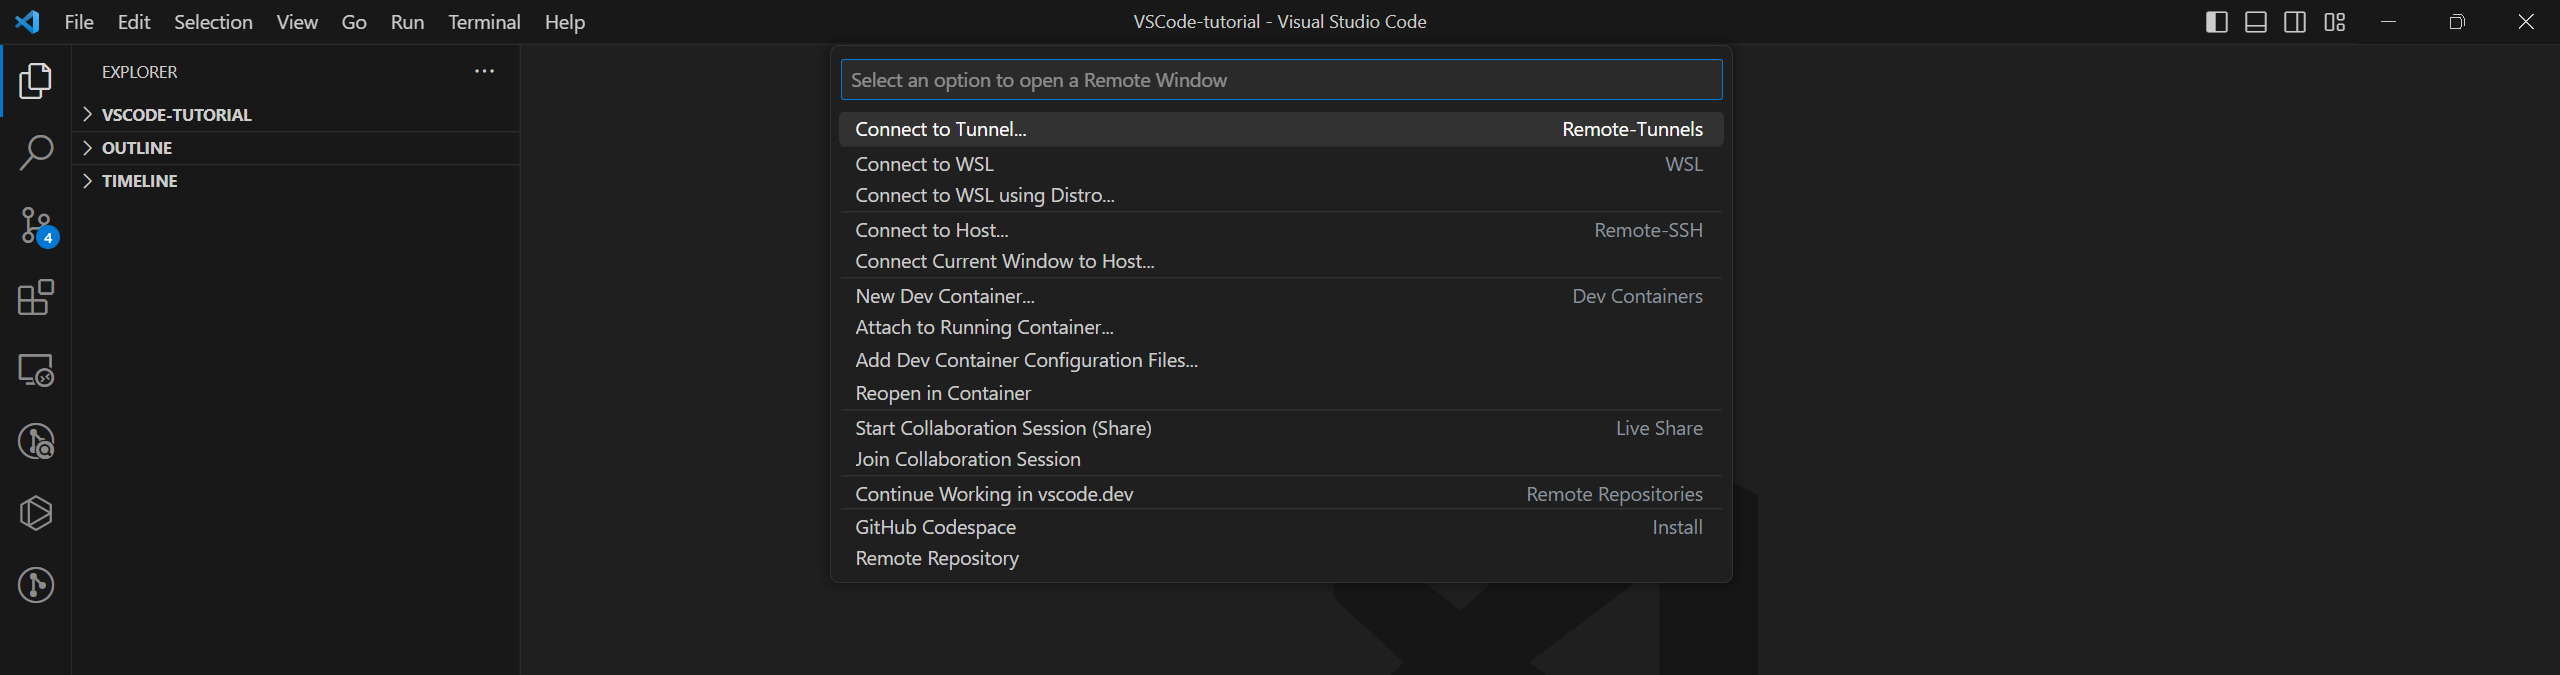 File Edit Selection View Go Run Terminal Help
VSCode-tutorial - Visual Studio Code
EXPLORER
VSCODE-TUTORIAL
OUTLINE
TIMELINE
4
Select an option to open a Remote Window
Connect to Tunnel... Remote-Tunnels
Connect to WSL WSL
Connect to WSL using Distro...
Connect to Host... Remote-SSH
Connect Current Window to Host...
New Dev Container... Dev Containers
Attach to Running Container...
Add Dev Container Configuration Files...
Reopen in Container
Start Collaboration Session (Share) Live Share
Join Collaboration Session
Continue Working in vscode.dev Remote Repositories
GitHub Codespace Install
Remote Repository